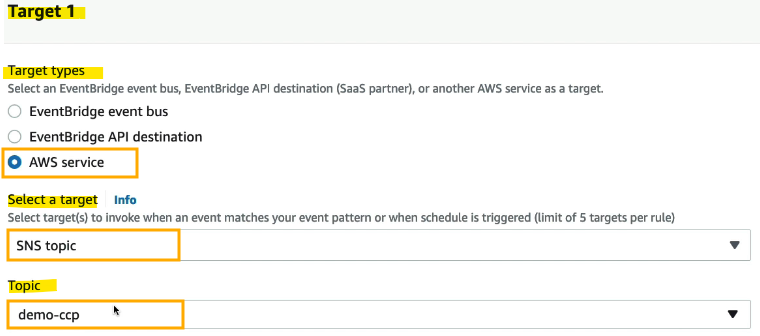 Target 1
Target types
Select an EventBridge event bus, EventBridge API destination (SaaS partner), or another AWS service as a target.
EventBridge event bus
EventBridge API destination
AWS service
Select a target Info
Select target(s) to invoke when an event matches your event pattern or when schedule is triggered (limit of 5 targets per rule)
SNS topic
Topic
demo-ccp